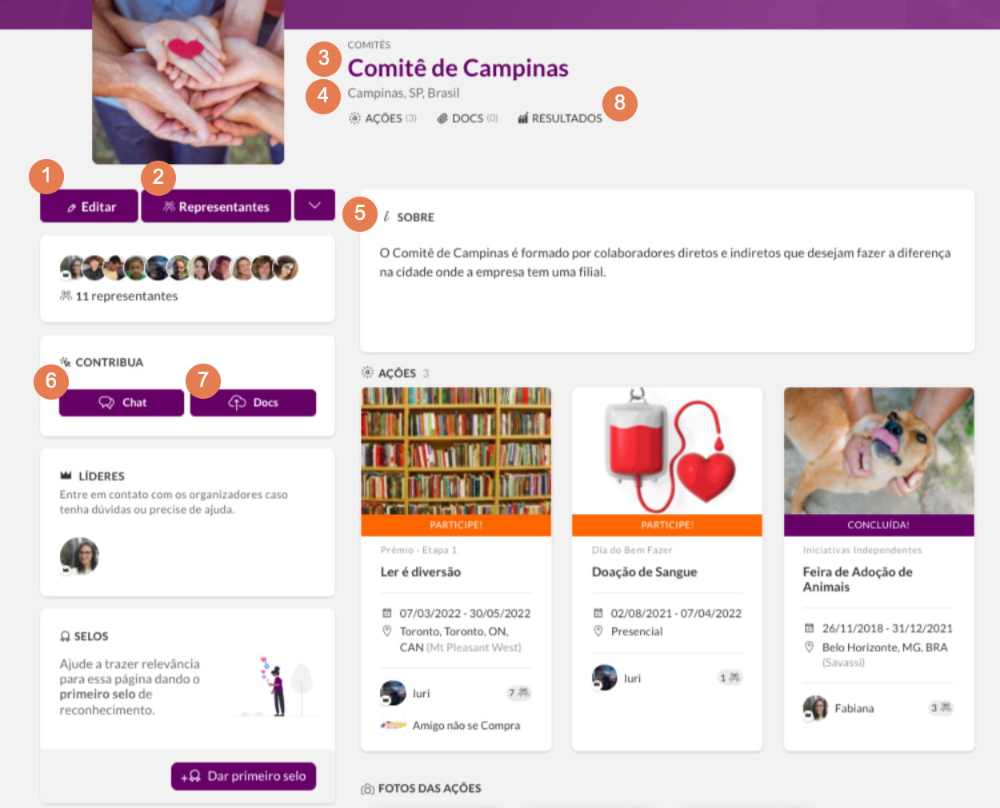 COMITÊS
3
Comitê de Campinas
4
Campinas, SP, Brasil
8
AÇÕES (3) DOCS (0) RESULTADOS
1
2
Editar
Representantes
11 representantes
CONTRIBUA
6
7
Chat
Docs
LÍDERES
Entre em contato com os organizadores caso
tenha dúvidas ou precise de ajuda.
SELOS
Ajude a trazer relevância
para essa página dando o
primeiro selo de
reconhecimento.
+ Dar primeiro selo
5
i SOBRE
O Comitê de Campinas é formado por colaboradores diretos e indiretos que desejam fazer a diferença
na cidade onde a empresa tem uma filial.
AÇÕES 3
PARTICIPE!
Prêmio - Etapa 1
Ler é diversão
07/03/2022 - 30/05/2022
Toronto, Toronto, ON,
CAN (Mt Pleasant West)
Iuri
7
Amigo não se Compra
PARTICIPE!
Dia do Bem Fazer
Doação de Sangue
02/08/2021 - 07/04/2022
Presencial
Iuri
1
CONCLUÍDA!
Iniciativas Independentes
Feira de Adoção de
Animais
26/11/2018 - 31/12/2021
Belo Horizonte, MG, BRA
(Savassi)
Fabiana
3
FOTOS DAS AÇÕES